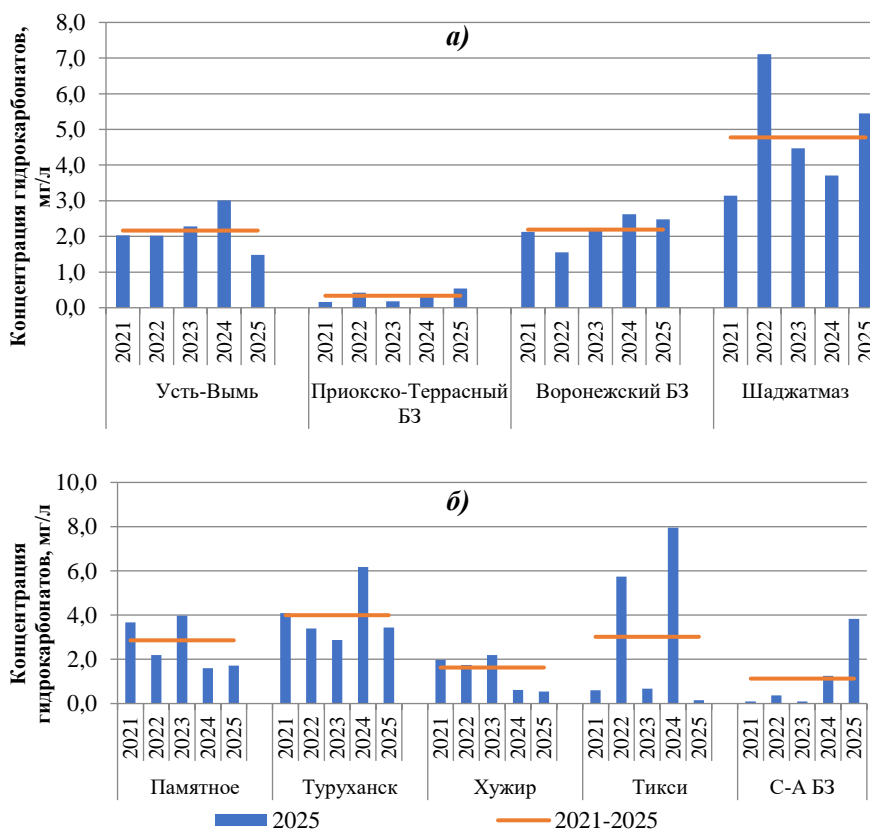 Концентрация гидрокарбонатов,
мг/л
8,0
7,0
6,0
5,0
4,0
3,0
2,0
1,0
0,0
а)
2021 2022 2023 2024 2025 2021 2022 2023 2024 2025 2021 2022 2023 2024 2025 2021 2022 2023 2024 2025
Усть-Вымь Приокско-Террасный Воронежский БЗ Шаджатмаз
БЗ
Концентрация
гидрокарбонатов, мг/л
10,0
8,0
6,0
4,0
2,0
0,0
б)
2021 2022 2023 2024 2025 2021 2022 2023 2024 2025 2021 2022 2023 2024 2025 2021 2022 2023 2024 2025 2021 2022 2023 2024 2025
Памятное Туруханск Хужир Тикси С-А БЗ
2025 2021-2025